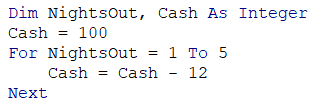 Dim NightsOut, Cash As Integer
Cash = 100
For NightsOut = 1 To 5
    Cash = Cash - 12
Next